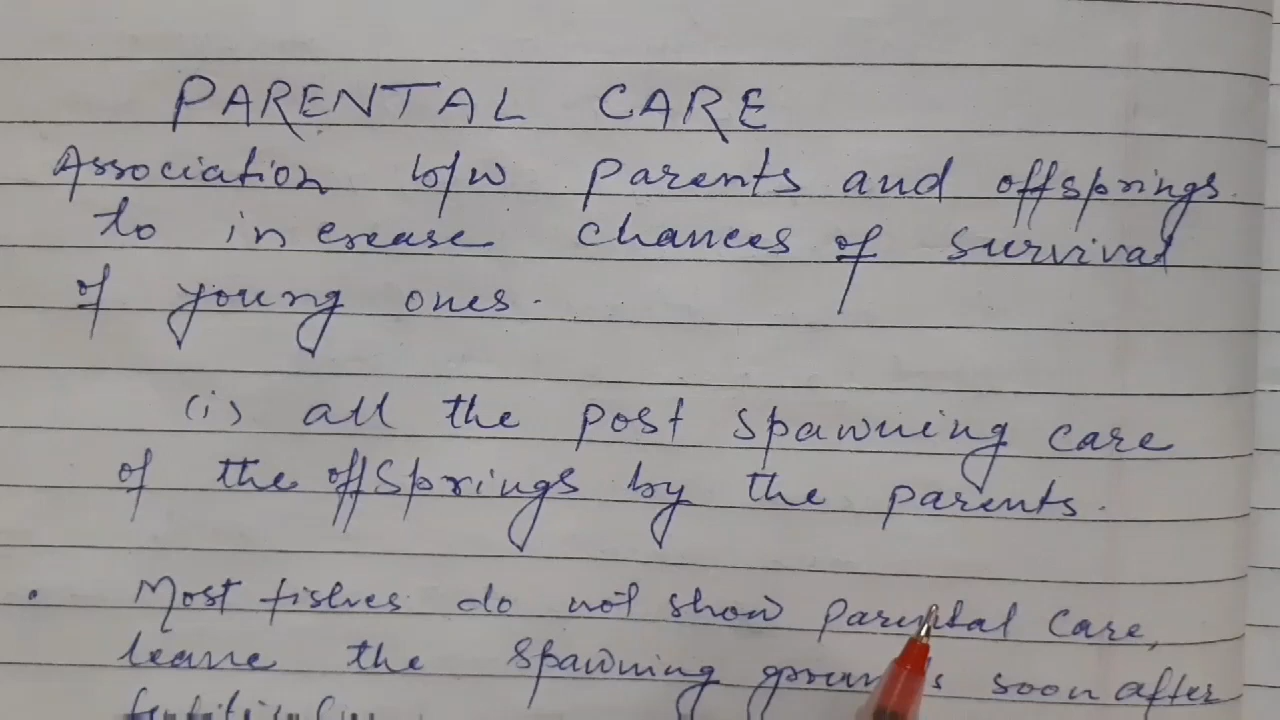 PARENTAL CARE
Association b/w parents and offsprings
to increase chances of survival
of young ones.
(i) all the post spawning care
of the offsprings by the parents.
• Most fishes do not show parental care,
leave the spawning grounds soon after